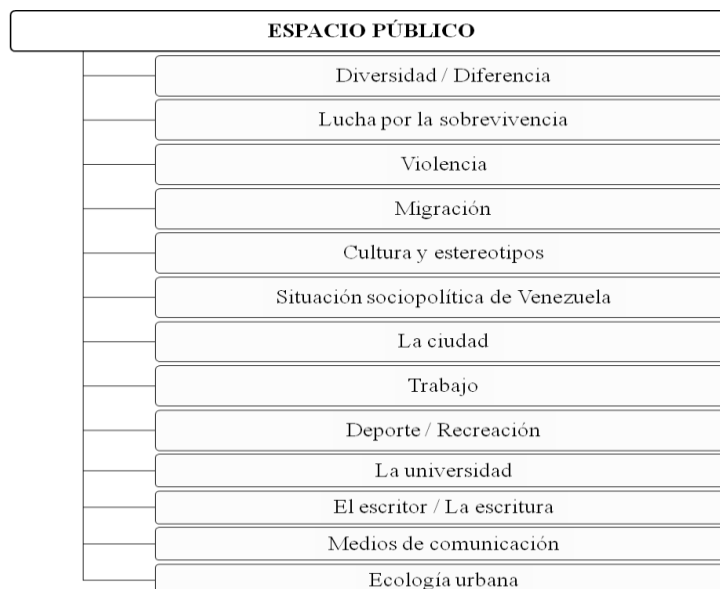 ESPACIO PÚBLICO
Diversidad / Diferencia
Lucha por la sobrevivencia
Violencia
Migración
Cultura y estereotipos
Situación sociopolítica de Venezuela
La ciudad
Trabajo
Deporte / Recreación
La universidad
El escritor / La escritura
Medios de comunicación
Ecología urbana